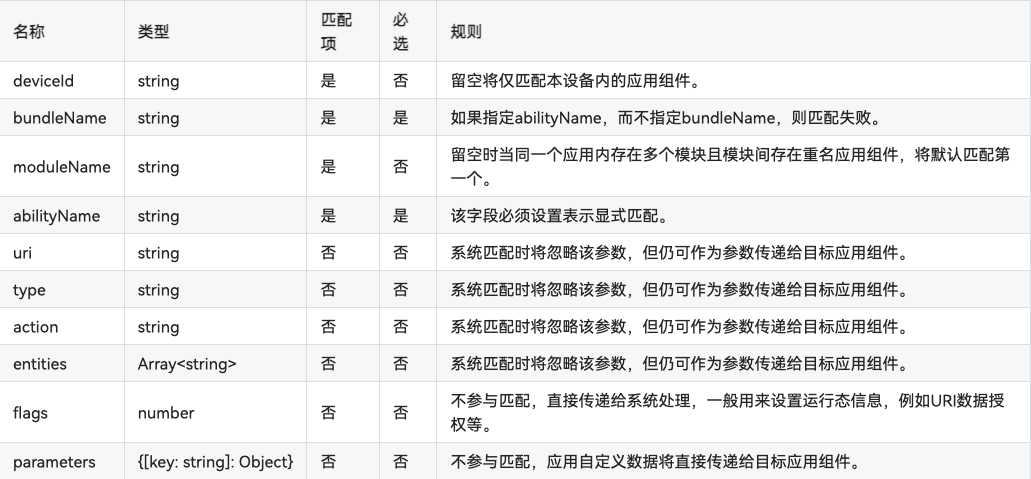 名称 类型 匹配项 必选 规则
deviceId string 是 否 留空将仅匹配本设备内的应用组件。
bundleName string 是 是 如果指定abilityName，而不指定bundleName，则匹配失败。
moduleName string 是 否 留空时当同一个应用内存在多个模块且模块间存在重名应用组件，将默认匹配第
一个。
abilityName string 是 是 该字段必须设置表示显式匹配。
uri string 否 否 系统匹配时将忽略该参数，但仍可作为参数传递给目标应用组件。
type string 否 否 系统匹配时将忽略该参数，但仍可作为参数传递给目标应用组件。
action string 否 否 系统匹配时将忽略该参数，但仍可作为参数传递给目标应用组件。
entities Array<string> 否 否 系统匹配时将忽略该参数，但仍可作为参数传递给目标应用组件。
flags number 否 否 不参与匹配，直接传递给系统处理，一般用来设置运行态信息，例如URI数据授
权等。
parameters {[key: string]: Object} 否 否 不参与匹配，应用自定义数据将直接传递给目标应用组件。